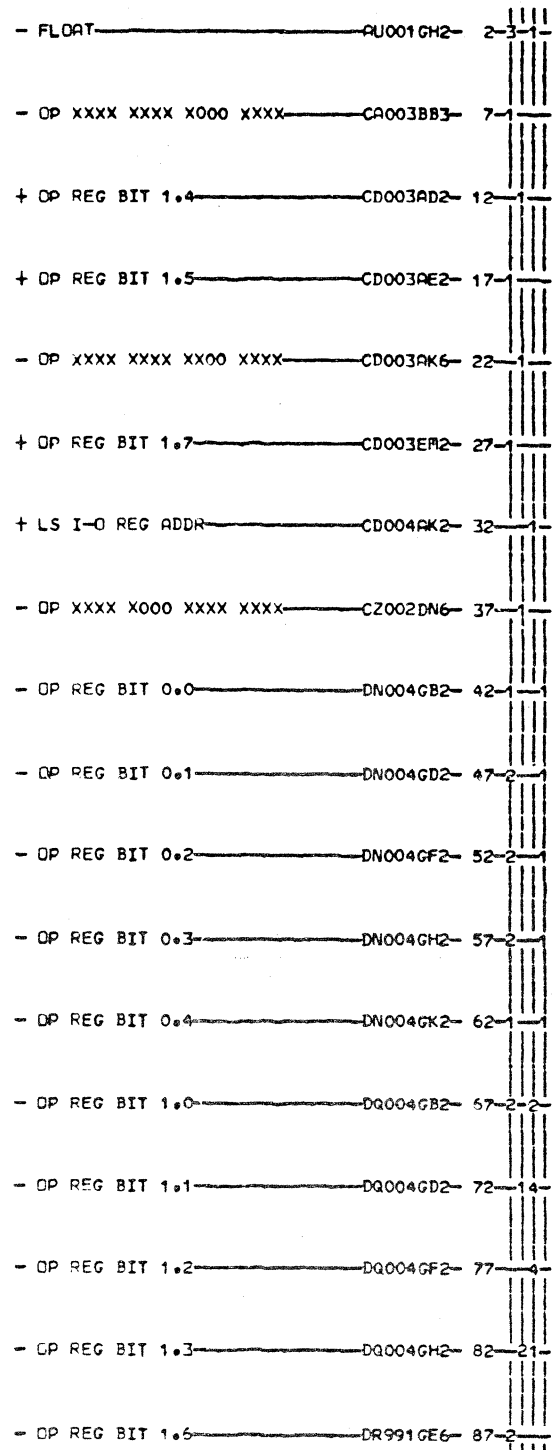 - FLOAT AU001GH2- 2-3-1-
- OP XXXX XXXX X000 XXXX CA003BB3- 7-1
+ OP REG BIT 1.4 CD003AD2- 12-1
+ OP REG BIT 1.5 CD003AE2- 17-1
- OP XXXX XXXX XX00 XXXX CD003AK6- 22-1
+ OP REG BIT 1.7 CD003EM2- 27-1
+ LS I-O REG ADDR CD004AK2- 32-1
- OP XXXX X000 XXXX XXXX CZ002DN6- 37-1
- OP REG BIT 0.0 DN004GB2- 42-1-1
- OP REG BIT 0.1 DN004GD2- 47-2-1
- OP REG BIT 0.2 DN004GF2- 52-2-1
- OP REG BIT 0.3 DN004GH2- 57-2-1
- OP REG BIT 0.4 DN004GK2- 62-1-1
- OP REG BIT 1.0 DQ004GB2- 67-2-2-
- OP REG BIT 1.1 DQ004GD2- 72-14-
- OP REG BIT 1.2 DQ004GF2- 77-4-
- OP REG BIT 1.3 DQ004GH2- 82-21-
- OP REG BIT 1.6 DR991GE6- 87-2